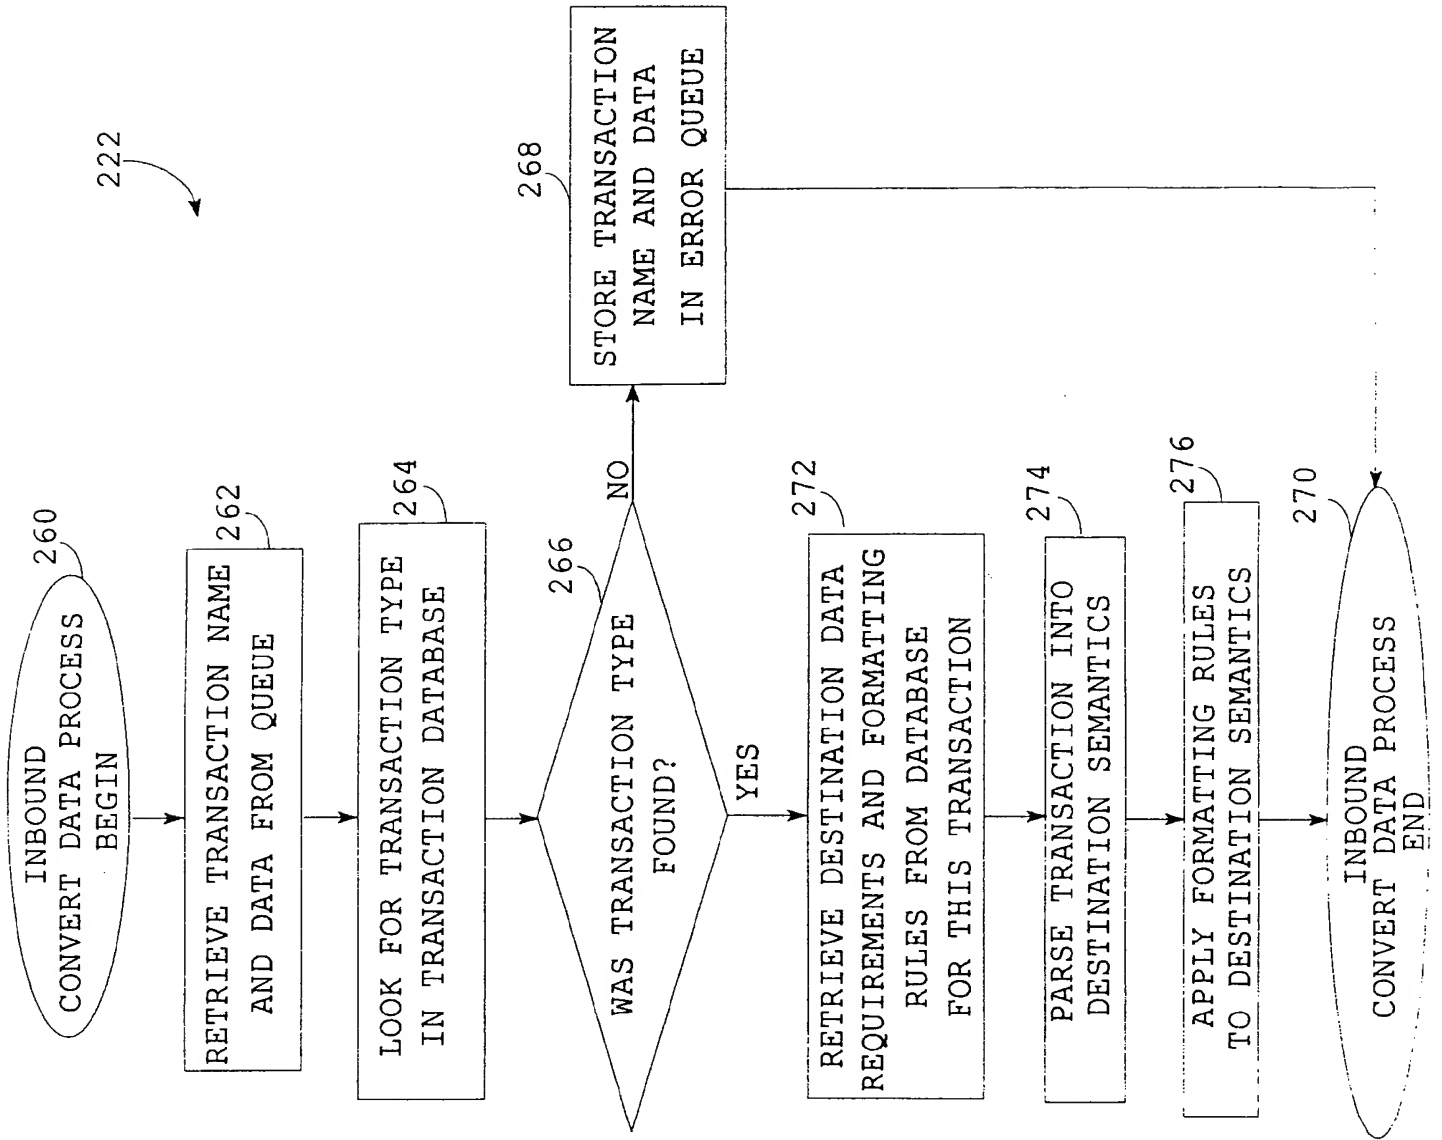 222
260
INBOUND
CONVERT DATA PROCESS
BEGIN
262
RETRIEVE TRANSACTION NAME
AND DATA FROM QUEUE
264
LOOK FOR TRANSACTION TYPE
IN TRANSACTION DATABASE
266
WAS TRANSACTION TYPE
FOUND?
NO
268
STORE TRANSACTION
NAME AND DATA
IN ERROR QUEUE
YES
272
RETRIEVE DESTINATION DATA
REQUIREMENTS AND FORMATTING
RULES FROM DATABASE
FOR THIS TRANSACTION
274
PARSE TRANSACTION INTO
DESTINATION SEMANTICS
276
APPLY FORMATTING RULES
TO DESTINATION SEMANTICS
270
INBOUND
CONVERT DATA PROCESS
END